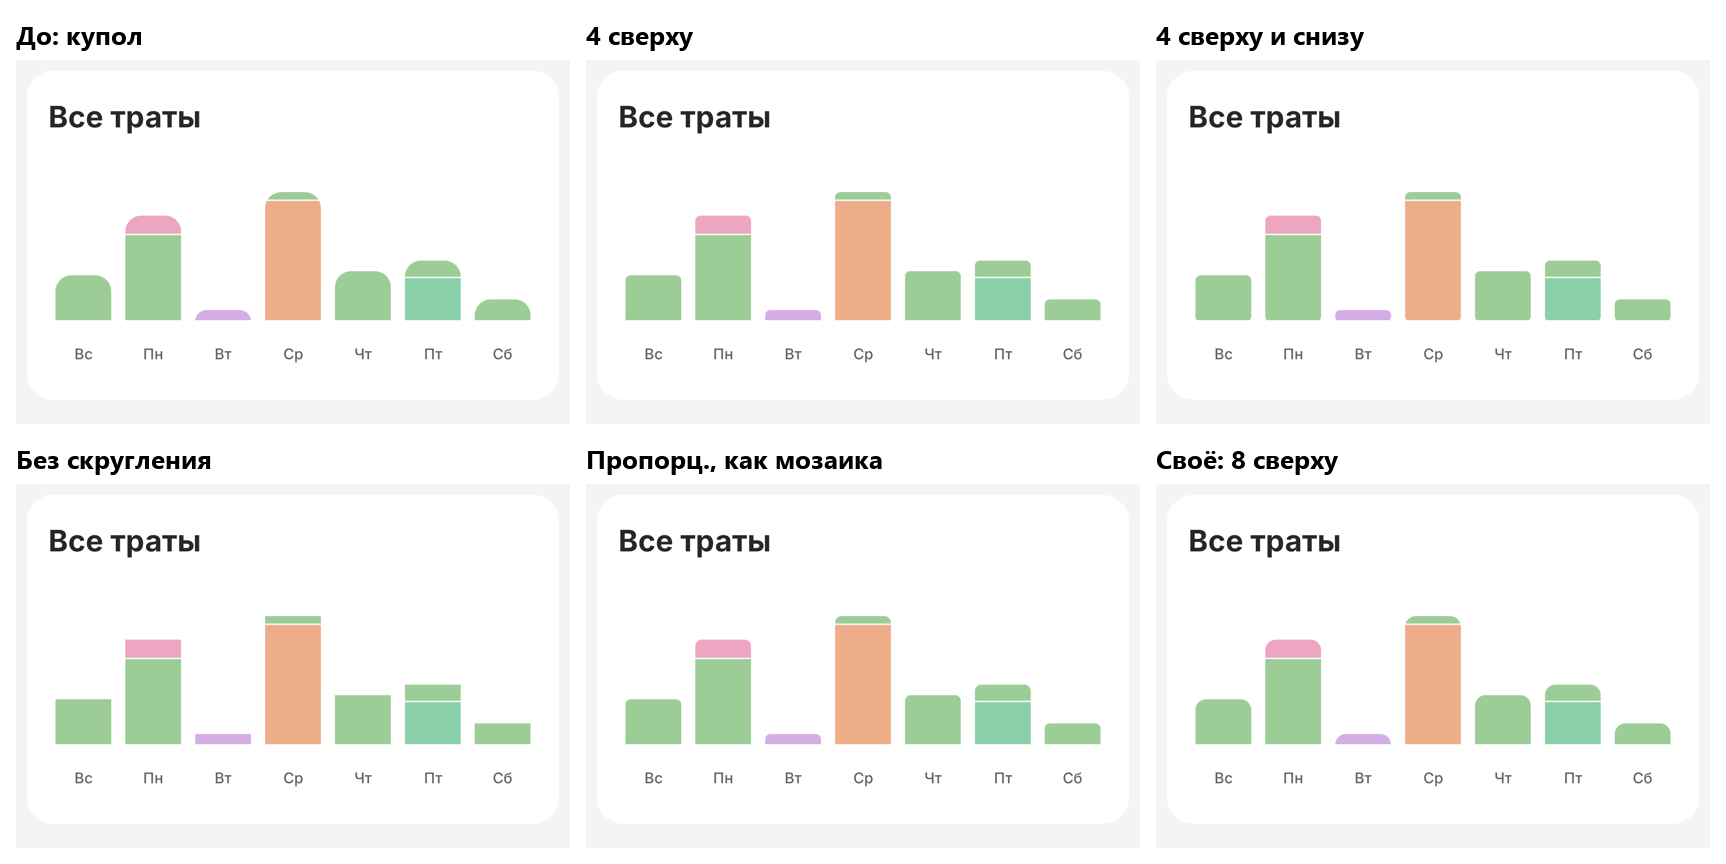 До: купол
4 сверху
4 сверху и снизу
Все траты
Вс Пн Вт Ср Чт Пт Сб
Все траты
Вс Пн Вт Ср Чт Пт Сб
Все траты
Вс Пн Вт Ср Чт Пт Сб
Без скругления
Пропорц., как мозаика
Своё: 8 сверху
Все траты
Вс Пн Вт Ср Чт Пт Сб
Все траты
Вс Пн Вт Ср Чт Пт Сб
Все траты
Вс Пн Вт Ср Чт Пт Сб